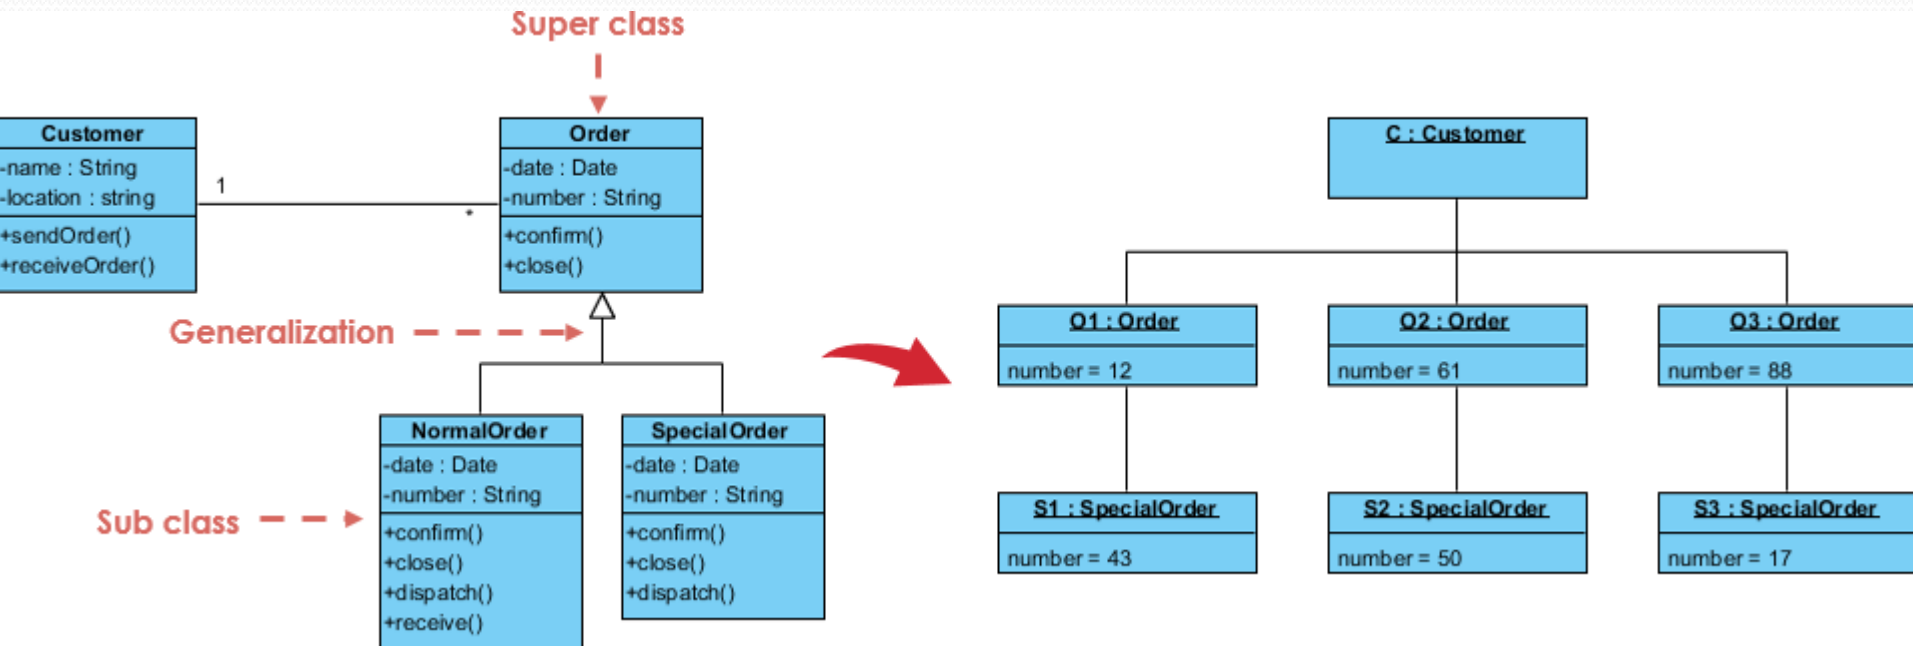 Super class
Customer
-name : String
-location : string
+sendOrder()
+receiveOrder()
1
*
Order
-date : Date
-number : String
+confirm()
+close()
Generalization
NormalOrder
-date : Date
-number : String
+confirm()
+close()
+dispatch()
+receive()
SpecialOrder
-date : Date
-number : String
+confirm()
+close()
+dispatch()
Sub class
C : Customer
O1 : Order
number = 12
O2 : Order
number = 61
O3 : Order
number = 88
S1 : SpecialOrder
number = 43
S2 : SpecialOrder
number = 50
S3 : SpecialOrder
number = 17